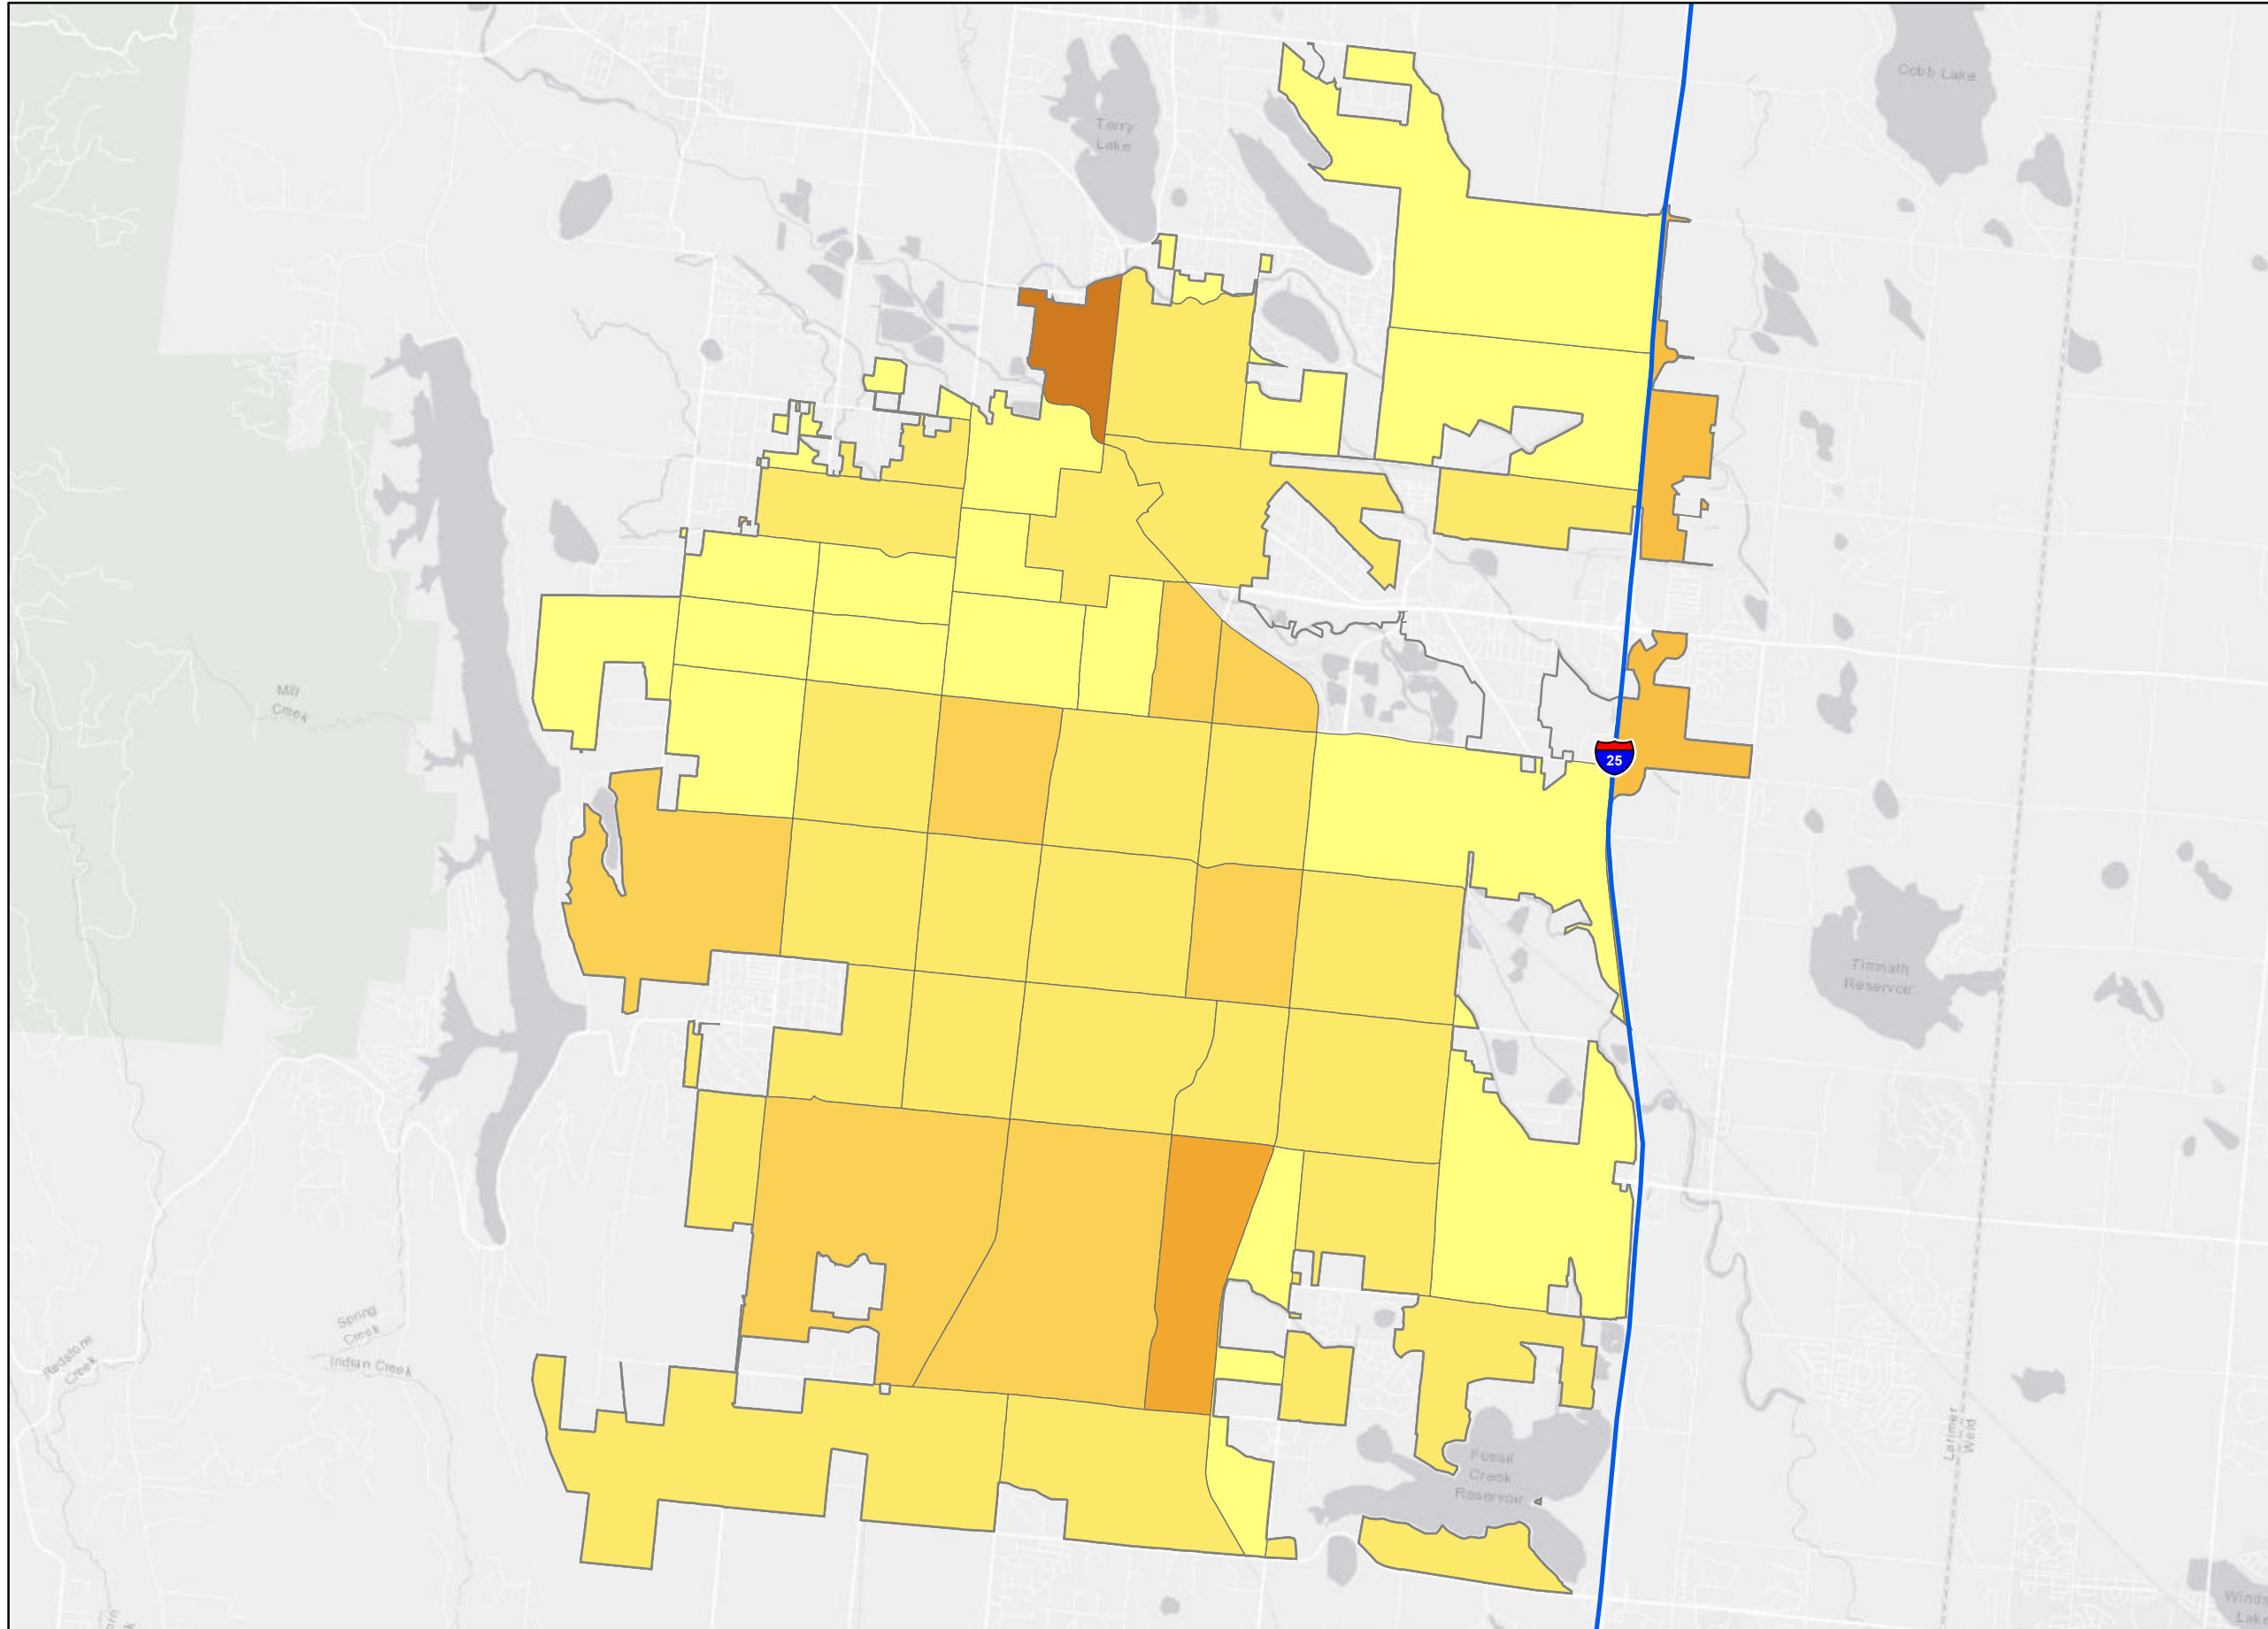 Cobb Lake
Terry
Lake
Mill
Creek
25
Timnath
Reservoir
Spring
Creek
Redstone
Creek
Indian Creek
Larimer
Weld
Fossil
Creek
Reservoir
Lake